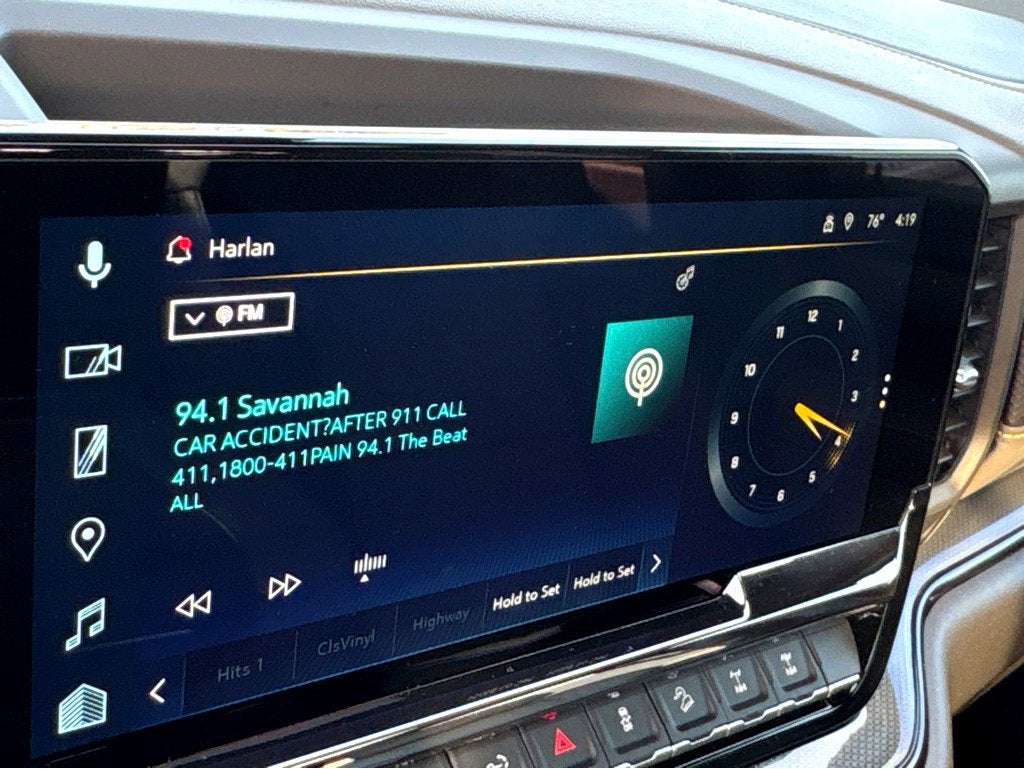 Harlan
76° 4:19
FM
94.1 Savannah
CAR ACCIDENT?AFTER 911 CALL
411,1800-411PAIN 94.1 The Beat
ALL
12
1
2
3
4
5
6
7
8
9
10
11
Hits 1
ClsVinyl
Highway
Hold to Set
Hold to Set